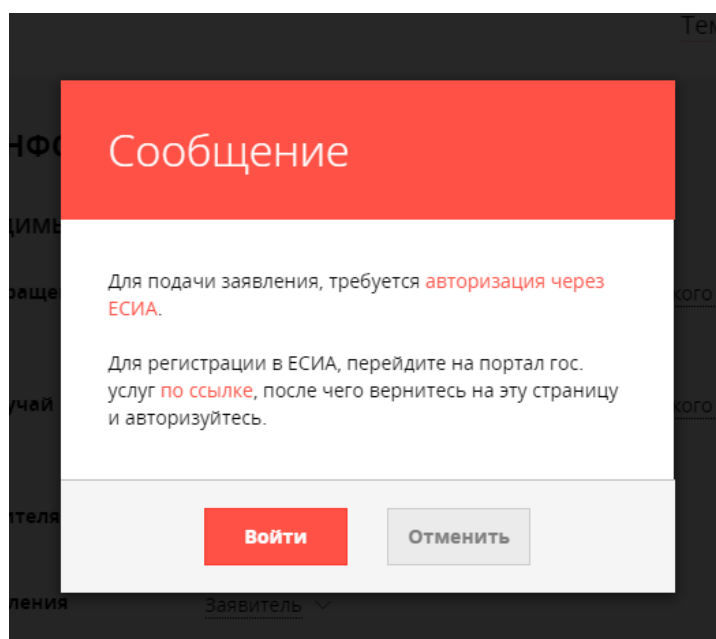 Сообщение
Для подачи заявления, требуется авторизация через
ЕСИА.
Для регистрации в ЕСИА, перейдите на портал гос.
услуг по ссылке, после чего вернитесь на эту страницу
и авторизуйтесь.
Войти
Отменить
Заявитель